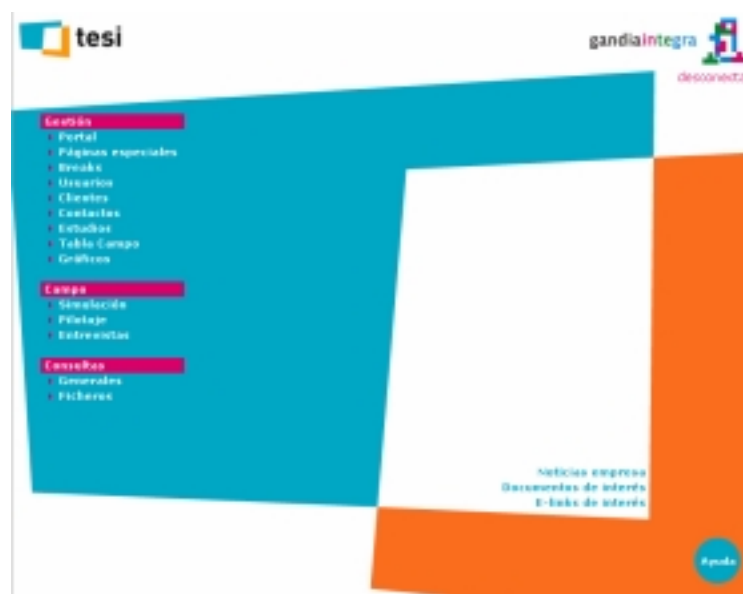 tesi
gandiaintegra
desconecta
Gestión
Portal
Páginas especiales
Breaks
Usuarios
Clientes
Contactos
Estudios
Tabla Campo
Gráficos
Campo
Simulación
Pilotaje
Entrevistas
Consultas
Generales
Ficheros
Noticias empresa
Documentos de interés
E-links de interés
Ayuda